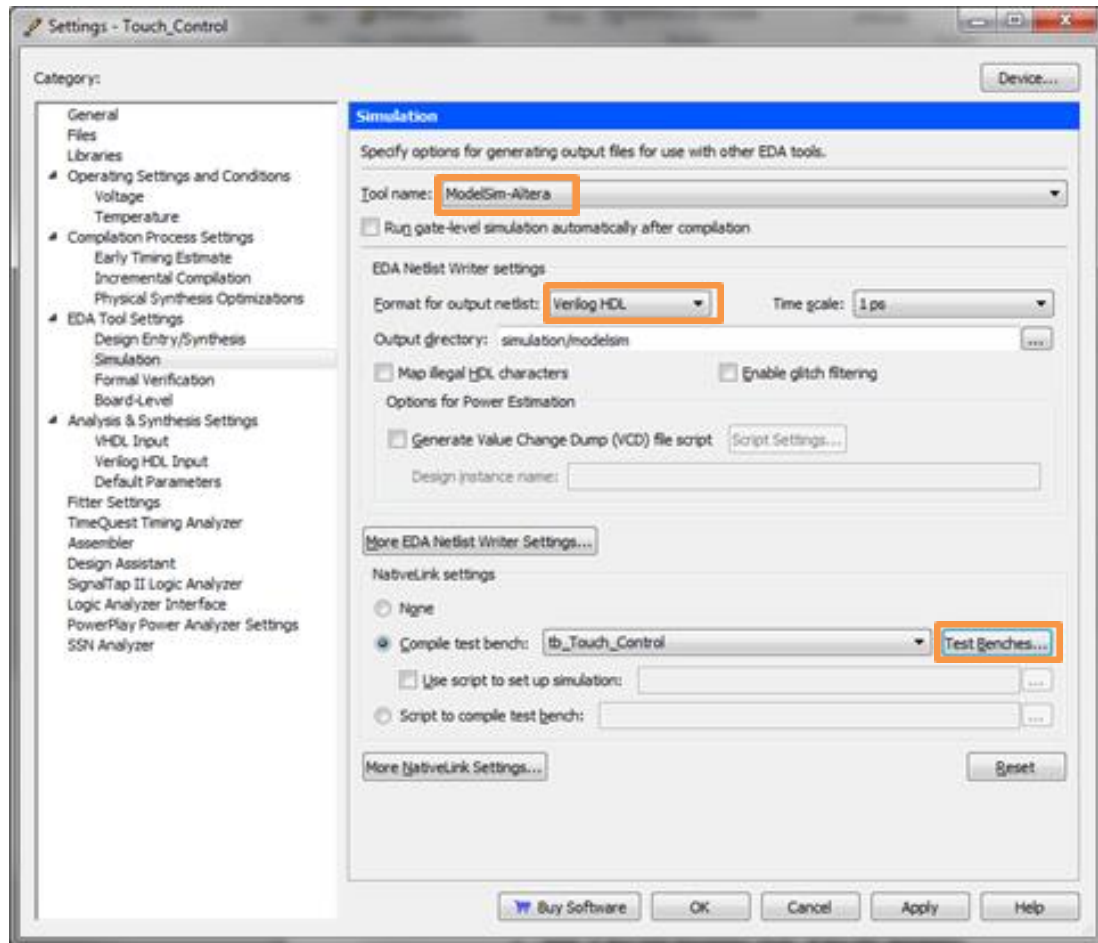 Settings - Touch_Control
Category:
Device...
General
Files
Libraries
Operating Settings and Conditions
Voltage
Temperature
Compilation Process Settings
Early Timing Estimate
Incremental Compilation
Physical Synthesis Optimizations
EDA Tool Settings
Design Entry/Synthesis
Simulation
Formal Verification
Board-Level
Analysis & Synthesis Settings
VHDL Input
Verilog HDL Input
Default Parameters
Fitter Settings
TimeQuest Timing Analyzer
Assembler
Design Assistant
SignalTap II Logic Analyzer
Logic Analyzer Interface
PowerPlay Power Analyzer Settings
SSN Analyzer
Simulation
Specify options for generating output files for use with other EDA tools.
Tool name: ModelSim-Altera
Run gate-level simulation automatically after compilation
EDA Netlist Writer settings
Format for output netlist: Verilog HDL Time scale: 1 ps
Output directory: simulation/modelsim ...
Map illegal HDL characters Enable glitch filtering
Options for Power Estimation
Generate Value Change Dump (VCD) file script Script Settings...
Design instance name:
More EDA Netlist Writer Settings...
NativeLink settings
None
Compile test bench: tb_Touch_Control Test Benches...
Use script to set up simulation: ...
Script to compile test bench: ...
More NativeLink Settings... Reset
Buy Software OK Cancel Apply Help